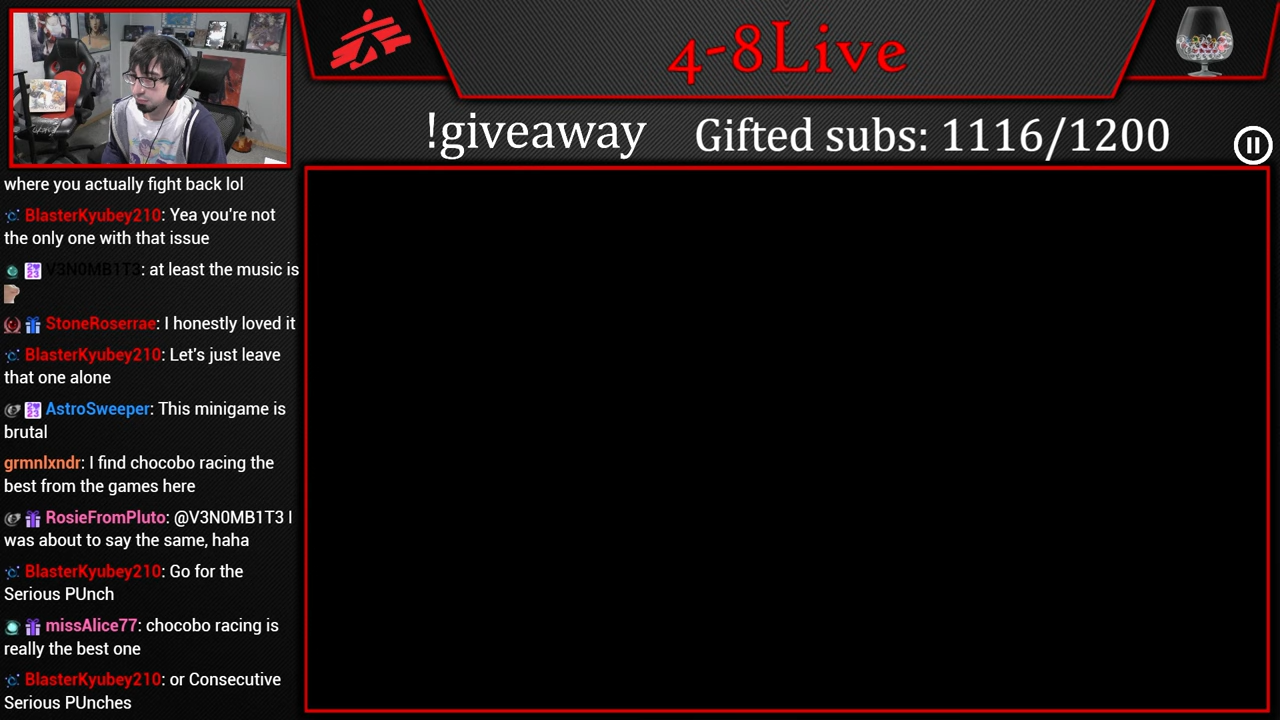 4-8Live
!giveaway
Gifted subs: 1116/1200
where you actually fight back lol
BlasterKyubey210: Yea you're not
the only one with that issue
V3N0MB1T3: at least the music is
StoneRoserrae: I honestly loved it
BlasterKyubey210: Let's just leave
that one alone
AstroSweeper: This minigame is
brutal
grmnlxndr: I find chocobo racing the
best from the games here
RosieFromPluto: @V3N0MB1T3 I
was about to say the same, haha
BlasterKyubey210: Go for the
Serious PUnch
missAlice77: chocobo racing is
really the best one
BlasterKyubey210: or Consecutive
Serious PUnches